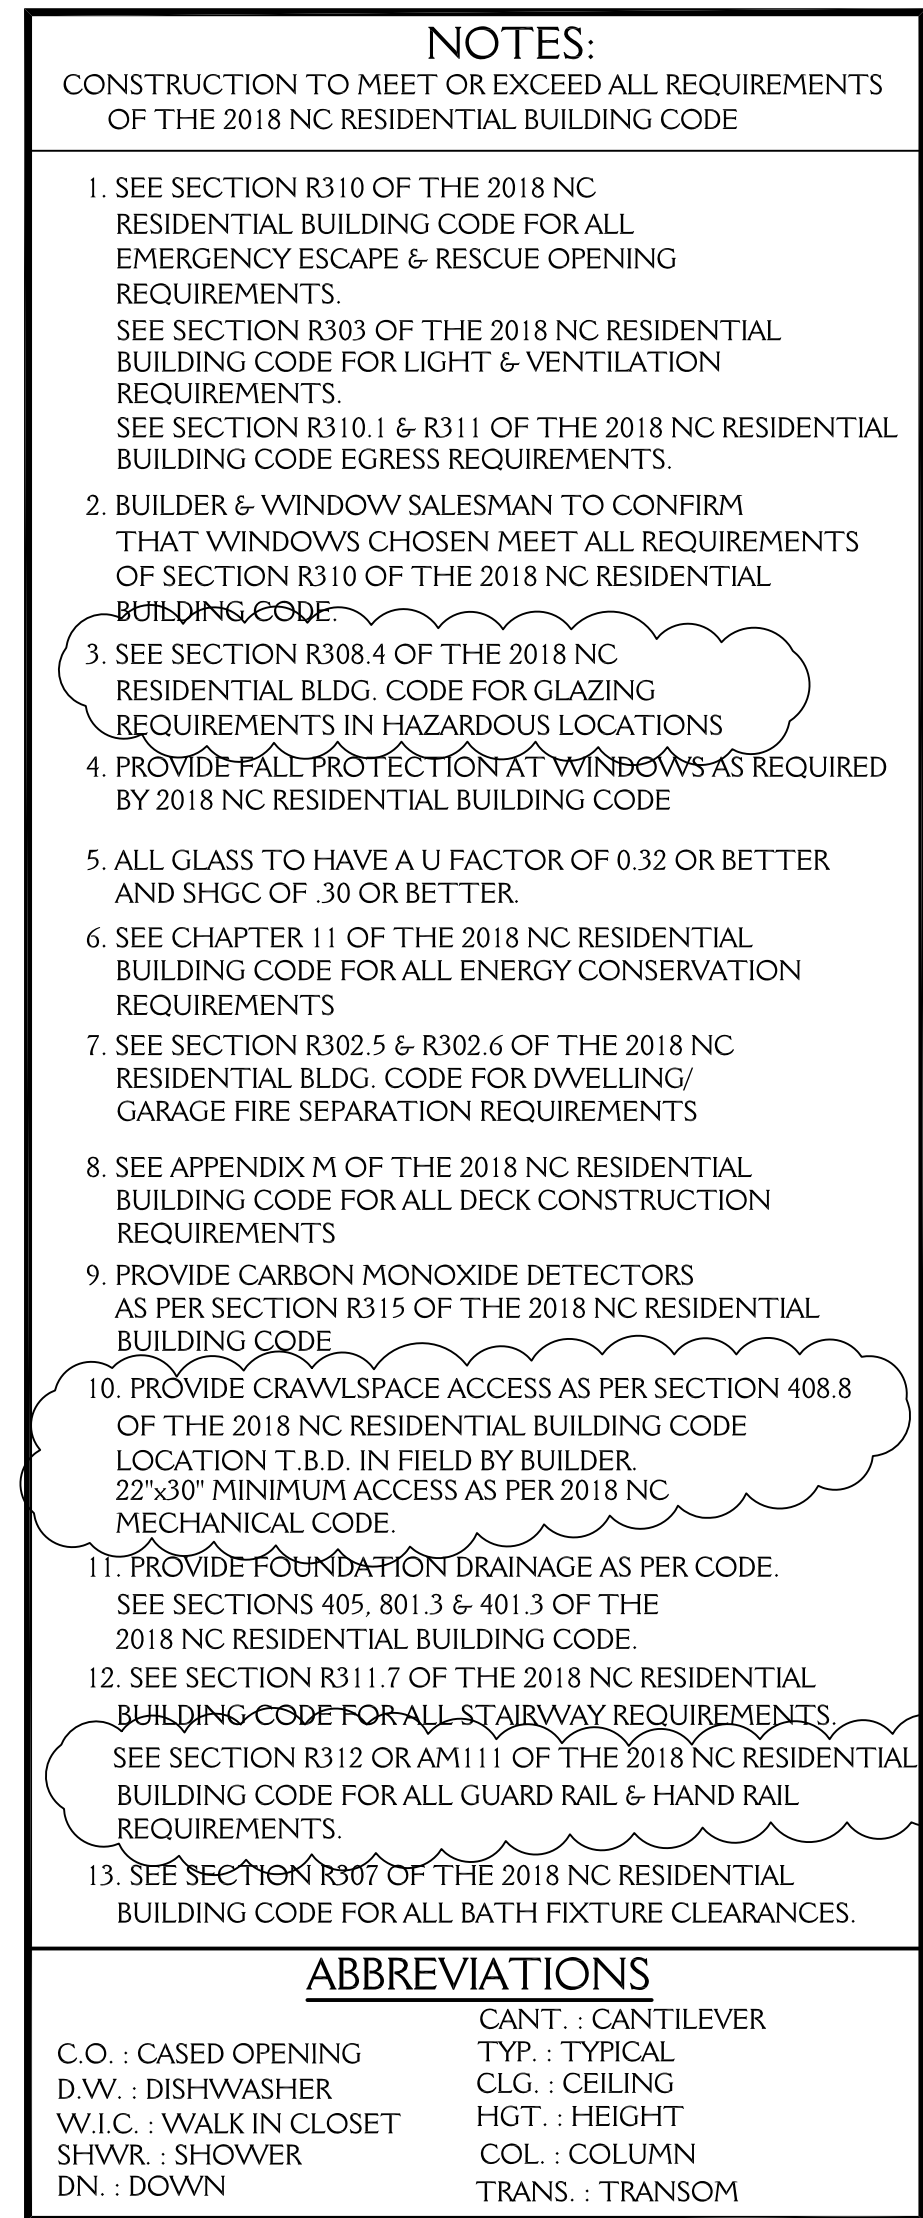 NOTES:
CONSTRUCTION TO MEET OR EXCEED ALL REQUIREMENTS
OF THE 2018 NC RESIDENTIAL BUILDING CODE
1. SEE SECTION R310 OF THE 2018 NC
RESIDENTIAL BUILDING CODE FOR ALL
EMERGENCY ESCAPE & RESCUE OPENING
REQUIREMENTS.
SEE SECTION R303 OF THE 2018 NC RESIDENTIAL
BUILDING CODE FOR LIGHT & VENTILATION
REQUIREMENTS.
SEE SECTION R310.1 & R311 OF THE 2018 NC RESIDENTIAL
BUILDING CODE EGRESS REQUIREMENTS.
2. BUILDER & WINDOW SALESMAN TO CONFIRM
THAT WINDOWS CHOSEN MEET ALL REQUIREMENTS
OF SECTION R310 OF THE 2018 NC RESIDENTIAL
BUILDING CODE.
3. SEE SECTION R308.4 OF THE 2018 NC
RESIDENTIAL BLDG. CODE FOR GLAZING
REQUIREMENTS IN HAZARDOUS LOCATIONS
4. PROVIDE FALL PROTECTION AT WINDOWS AS REQUIRED
BY 2018 NC RESIDENTIAL BUILDING CODE
5. ALL GLASS TO HAVE A U FACTOR OF 0.32 OR BETTER
AND SHGC OF .30 OR BETTER.
6. SEE CHAPTER 11 OF THE 2018 NC RESIDENTIAL
BUILDING CODE FOR ALL ENERGY CONSERVATION
REQUIREMENTS
7. SEE SECTION R302.5 & R302.6 OF THE 2018 NC
RESIDENTIAL BLDG. CODE FOR DWELLING/
GARAGE FIRE SEPARATION REQUIREMENTS
8. SEE APPENDIX M OF THE 2018 NC RESIDENTIAL
BUILDING CODE FOR ALL DECK CONSTRUCTION
REQUIREMENTS
9. PROVIDE CARBON MONOXIDE DETECTORS
AS PER SECTION R315 OF THE 2018 NC RESIDENTIAL
BUILDING CODE
10. PROVIDE CRAWLSPACE ACCESS AS PER SECTION 408.8
OF THE 2018 NC RESIDENTIAL BUILDING CODE
LOCATION T.B.D. IN FIELD BY BUILDER.
22"x30" MINIMUM ACCESS AS PER 2018 NC
MECHANICAL CODE.
11. PROVIDE FOUNDATION DRAINAGE AS PER CODE.
SEE SECTIONS 405, 801.3 & 401.3 OF THE
2018 NC RESIDENTIAL BUILDING CODE.
12. SEE SECTION R311.7 OF THE 2018 NC RESIDENTIAL
BUILDING CODE FOR ALL STAIRWAY REQUIREMENTS.
SEE SECTION R312 OR AM111 OF THE 2018 NC RESIDENTIAL
BUILDING CODE FOR ALL GUARD RAIL & HAND RAIL
REQUIREMENTS.
13. SEE SECTION R307 OF THE 2018 NC RESIDENTIAL
BUILDING CODE FOR ALL BATH FIXTURE CLEARANCES.
ABBREVIATIONS
C.O. : CASED OPENING
D.W. : DISHWASHER
W.I.C. : WALK IN CLOSET
SHWR. : SHOWER
DN. : DOWN
CANT. : CANTILEVER
TYP. : TYPICAL
CLG. : CEILING
HGT. : HEIGHT
COL. : COLUMN
TRANS. : TRANSOM